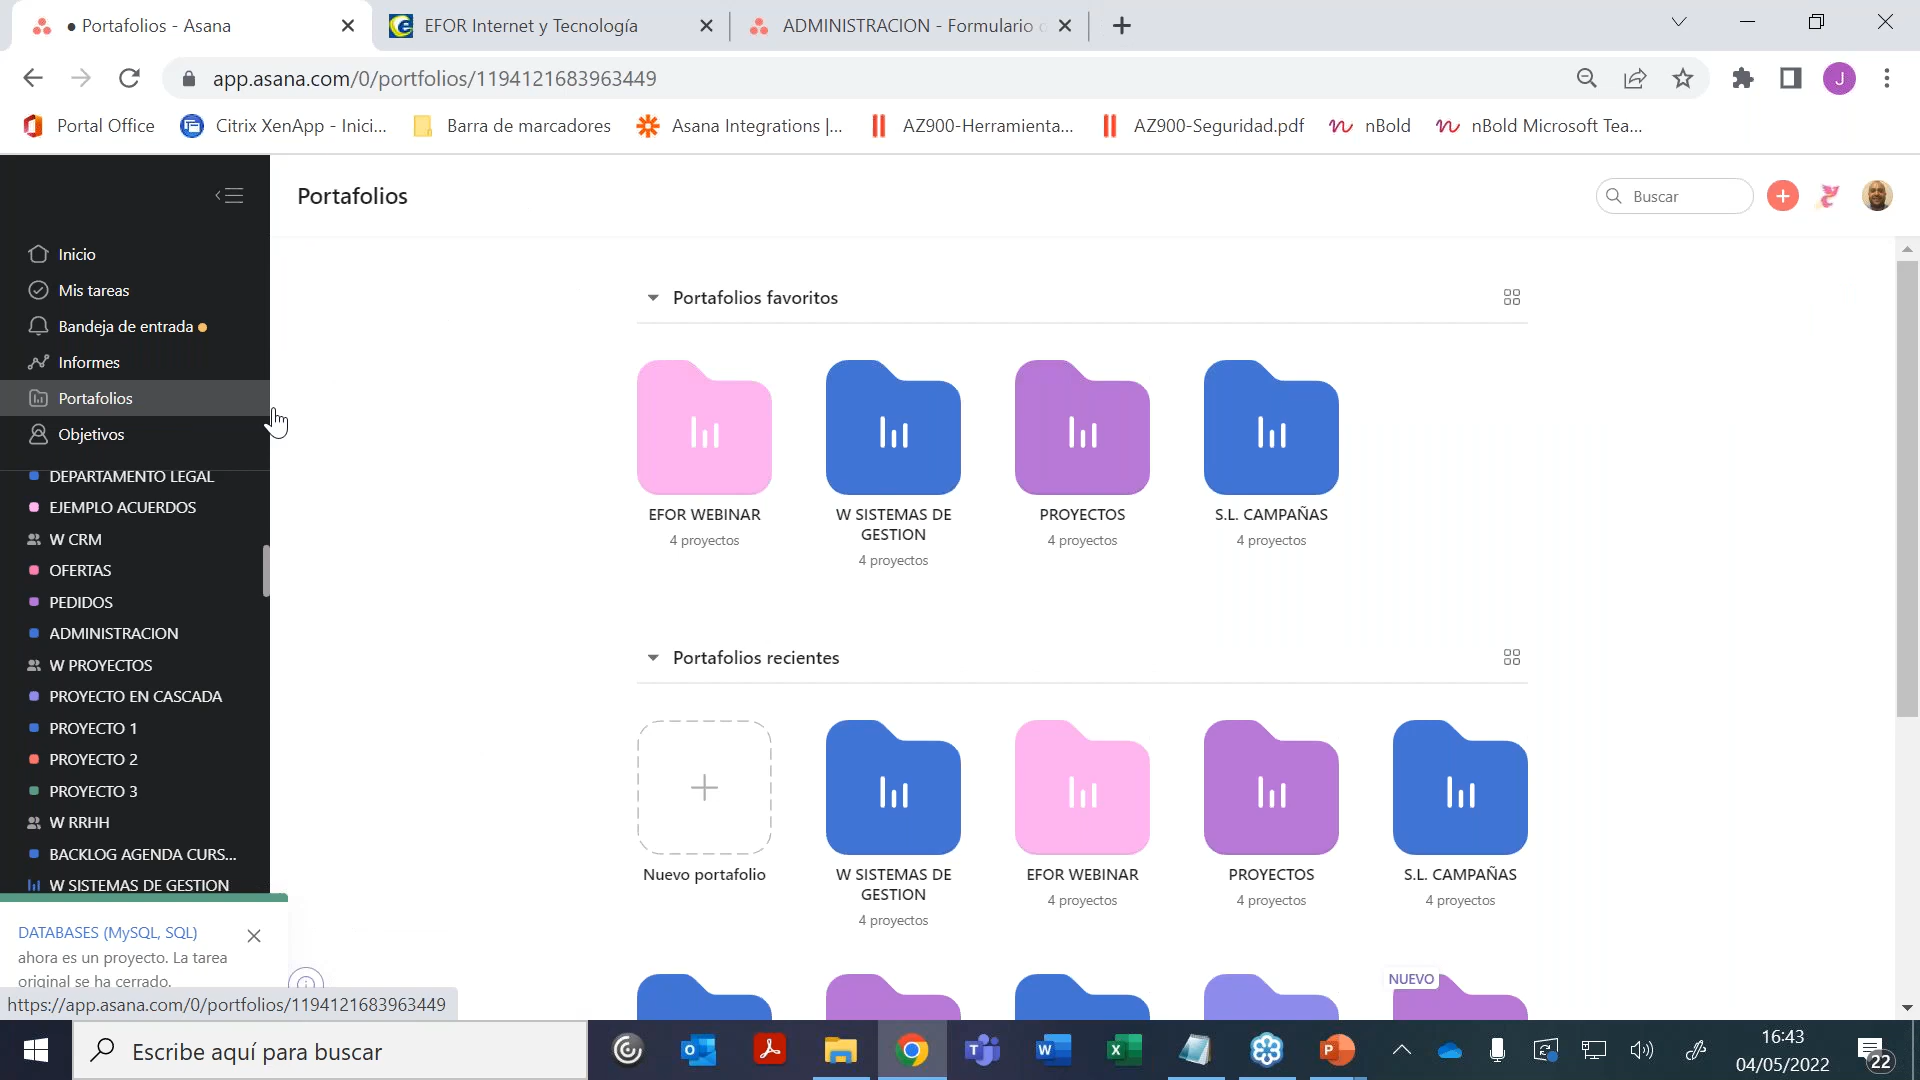 • Portafolios - Asana
EFOR Internet y Tecnología
ADMINISTRACION - Formulario
app.asana.com/0/portfolios/1194121683963449
J
Portal Office
Citrix XenApp - Inici...
Barra de marcadores
Asana Integrations |...
AZ900-Herramienta...
AZ900-Seguridad.pdf
nBold
nBold Microsoft Tea...
Portafolios
Buscar
Inicio
Mis tareas
Bandeja de entrada
Informes
Portafolios
Objetivos
DEPARTAMENTO LEGAL
EJEMPLO ACUERDOS
W CRM
OFERTAS
PEDIDOS
ADMINISTRACION
W PROYECTOS
PROYECTO EN CASCADA
PROYECTO 1
PROYECTO 2
PROYECTO 3
W RRHH
BACKLOG AGENDA CURS...
W SISTEMAS DE GESTION
Portafolios favoritos
EFOR WEBINAR
4 proyectos
W SISTEMAS DE
GESTION
4 proyectos
PROYECTOS
4 proyectos
S.L. CAMPAÑAS
4 proyectos
Portafolios recientes
Nuevo portafolio
W SISTEMAS DE
GESTION
4 proyectos
EFOR WEBINAR
4 proyectos
PROYECTOS
4 proyectos
S.L. CAMPAÑAS
4 proyectos
NUEVO
DATABASES (MySQL, SQL)
ahora es un proyecto. La tarea
original se ha cerrado.
https://app.asana.com/0/portfolios/1194121683963449
Escribe aquí para buscar
16:43
04/05/2022
22